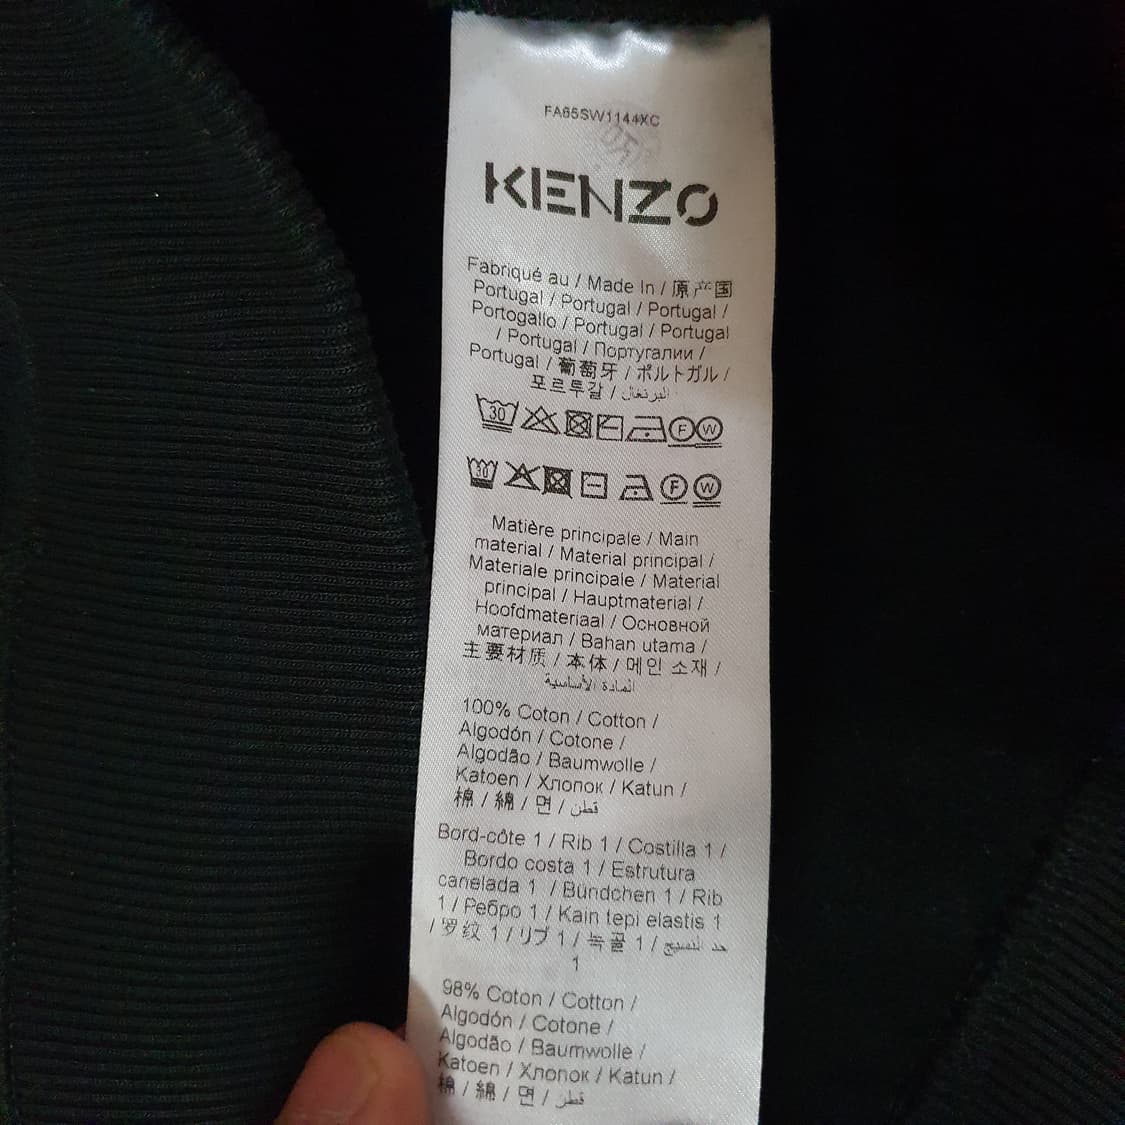 FA65SW1144XC
KENZO
Fabriqué au / Made In / 原产国
Portugal / Portugal / Portugal /
Portogallo / Portugal / Portugal
/ Portugal / Португалии /
Portugal / 葡萄牙 / ポルトガル /
포르투갈 / البرتغال
30 F W
30 F W
Matière principale / Main
material / Material principal /
Materiale principale / Material
principal / Hauptmaterial /
Hoofdmateriaal / Основной
материал / Bahan utama /
主要材质 / 本体 / 메인 소재 /
المادة الأساسية
100% Coton / Cotton /
Algodón / Cotone /
Algodão / Baumwolle /
Katoen / Хлопок / Katun /
棉 / 綿 / 면 / قطن
Bord-côte 1 / Rib 1 / Costilla 1 /
Bordo costa 1 / Estrutura
canelada 1 / Bündchen 1 / Rib
1 / Ребро 1 / Kain tepi elastis 1
/ 罗纹 1 / リブ 1 / 녹골 1 / حد النسيج
1
98% Coton / Cotton /
Algodón / Cotone /
Algodão / Baumwolle /
Katoen / Хлопок / Katun /
棉 / 綿 / 면 / قطن